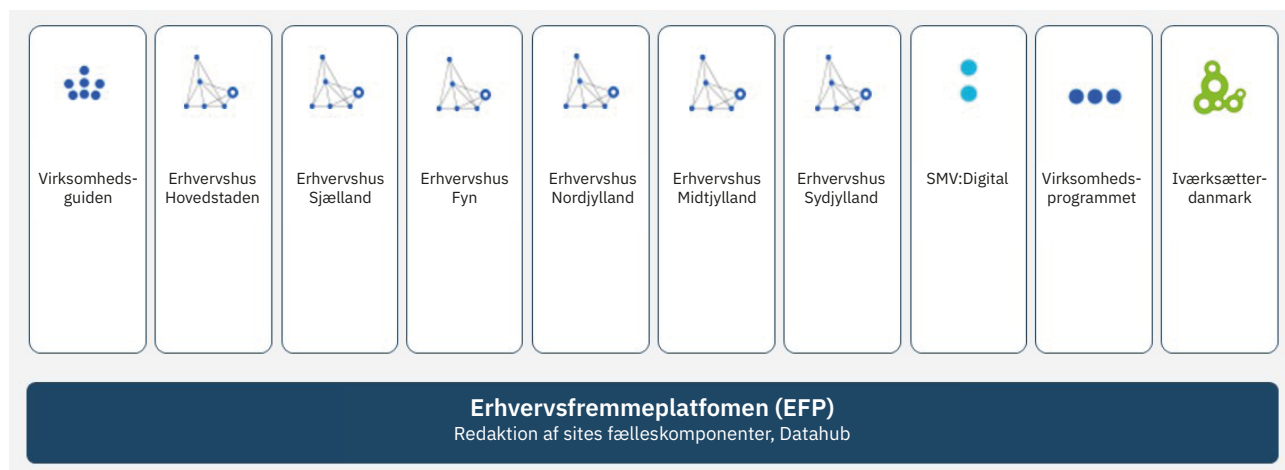 Virksomheds-
guiden
Erhvervshus
Hovedstaden
Erhvervshus
Sjælland
Erhvervshus
Fyn
Erhvervshus
Nordjylland
Erhvervshus
Midtjylland
Erhvervshus
Sydjylland
SMV:Digital
Virksomheds-
programmet
Iværksætter-
danmark
Erhvervsfremmeplatfomen (EFP)
Redaktion af sites fælleskomponenter, Datahub